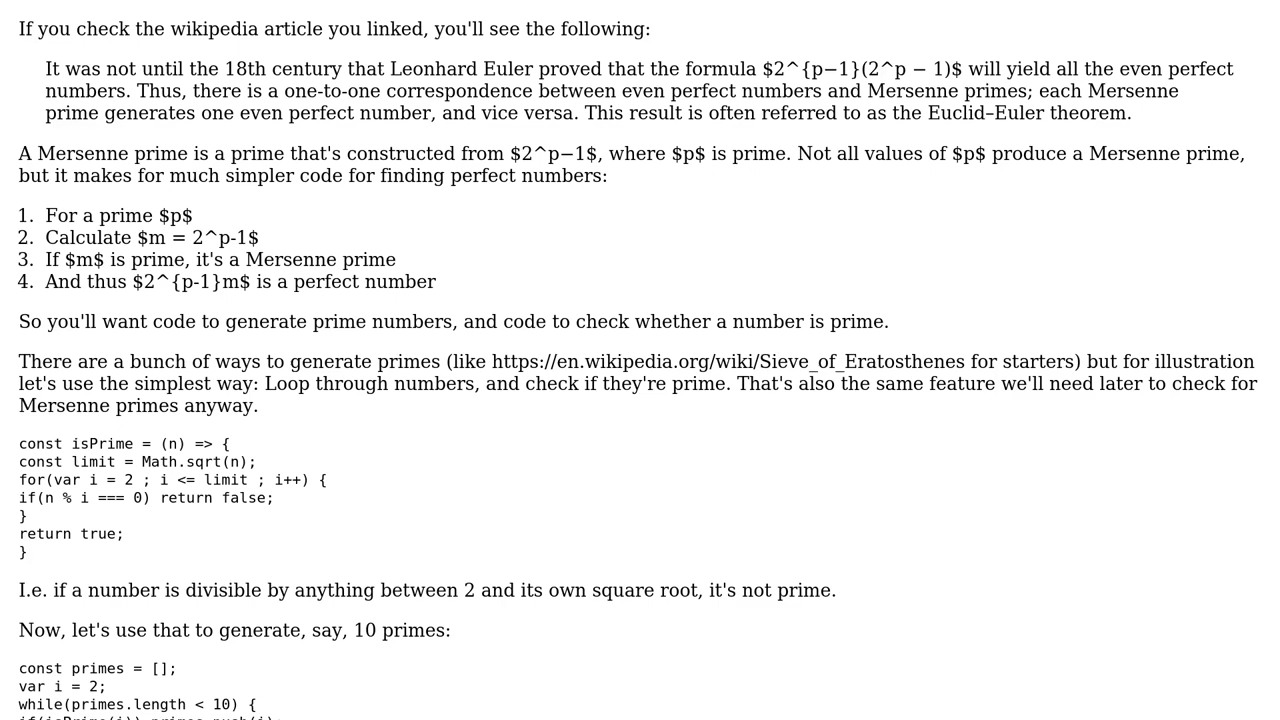 If you check the wikipedia article you linked, you'll see the following:
It was not until the 18th century that Leonhard Euler proved that the formula $2^{p−1}(2^p − 1)$ will yield all the even perfect
numbers. Thus, there is a one-to-one correspondence between even perfect numbers and Mersenne primes; each Mersenne
prime generates one even perfect number, and vice versa. This result is often referred to as the Euclid–Euler theorem.
A Mersenne prime is a prime that's constructed from $2^p−1$, where $p$ is prime. Not all values of $p$ produce a Mersenne prime,
but it makes for much simpler code for finding perfect numbers:
1. For a prime $p$
2. Calculate $m = 2^p-1$
3. If $m$ is prime, it's a Mersenne prime
4. And thus $2^{p-1}m$ is a perfect number
So you'll want code to generate prime numbers, and code to check whether a number is prime.
There are a bunch of ways to generate primes (like https://en.wikipedia.org/wiki/Sieve_of_Eratosthenes for starters) but for illustration
let's use the simplest way: Loop through numbers, and check if they're prime. That's also the same feature we'll need later to check for
Mersenne primes anyway.
const isPrime = (n) => {
const limit = Math.sqrt(n);
for(var i = 2 ; i <= limit ; i++) {
if(n % i === 0) return false;
}
return true;
}
I.e. if a number is divisible by anything between 2 and its own square root, it's not prime.
Now, let's use that to generate, say, 10 primes:
const primes = [];
var i = 2;
while(primes.length < 10) {
if(isPrime(i)) primes.push(i);